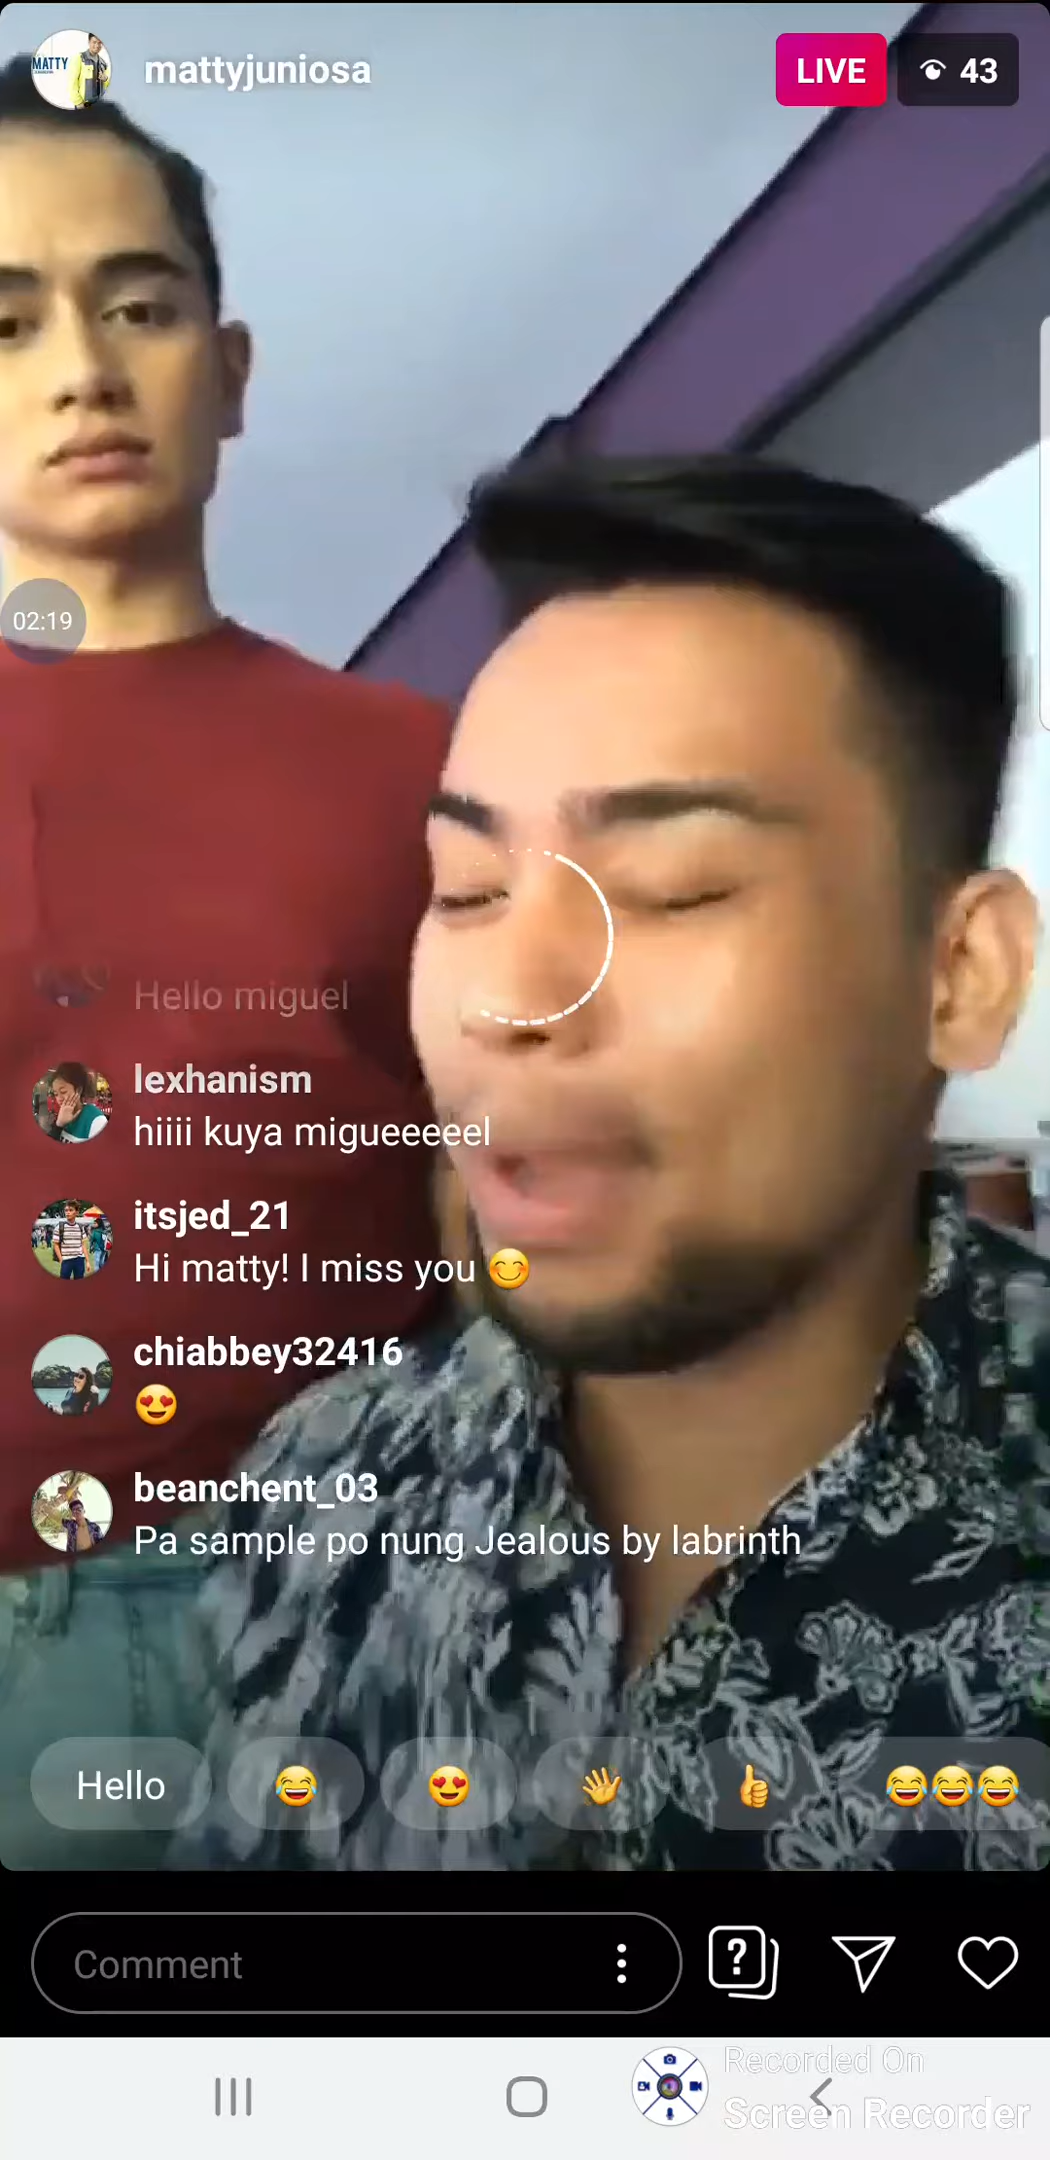 MATTY
mattyjuniosa
LIVE
43
02:19
Hello miguel
lexhanism
hiiii kuya migueeeeel
itsjed_21
Hi matty! I miss you 😊
chiabbey32416
😍
beanchent_03
Pa sample po nung Jealous by labrinth
Hello 😂 😍 👋 👍 😂😂😂
Comment
?
Recorded On
Screen Recorder